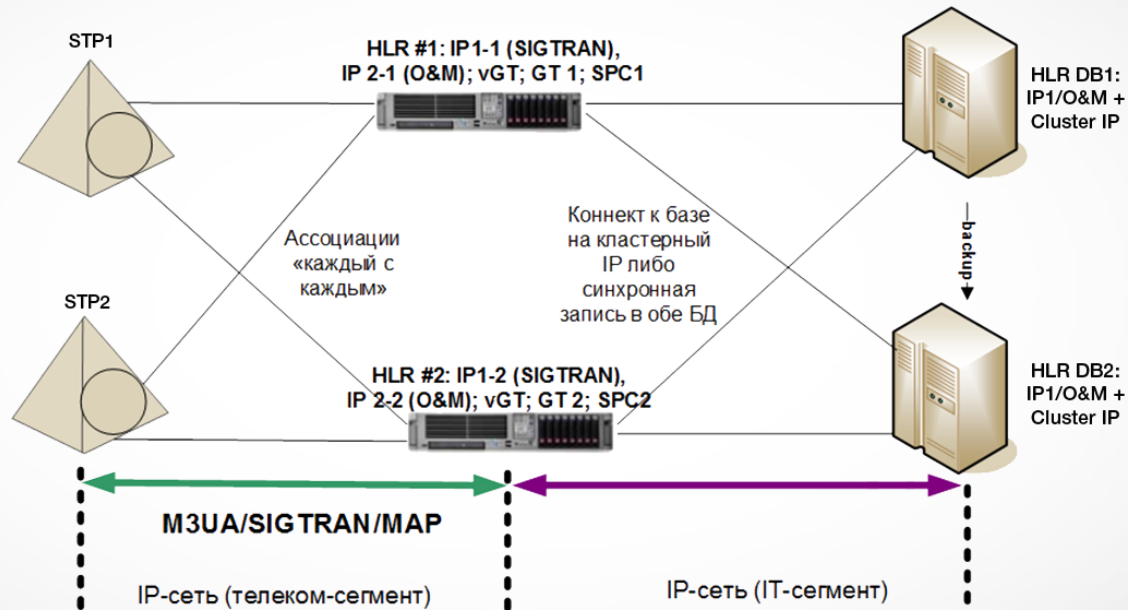 STP1
HLR #1: IP1-1 (SIGTRAN),
IP 2-1 (O&M); vGT; GT 1; SPC1
HLR DB1:
IP1/O&M +
Cluster IP
Ассоциации
«каждый с
каждым»
Коннект к базе
на кластерный
IP либо
синхронная
запись в обе БД
backup
STP2
HLR #2: IP1-2 (SIGTRAN),
IP 2-2 (O&M); vGT; GT 2; SPC2
HLR DB2:
IP1/O&M +
Cluster IP
M3UA/SIGTRAN/MAP
IP-сеть (телеком-сегмент)
IP-сеть (IT-сегмент)